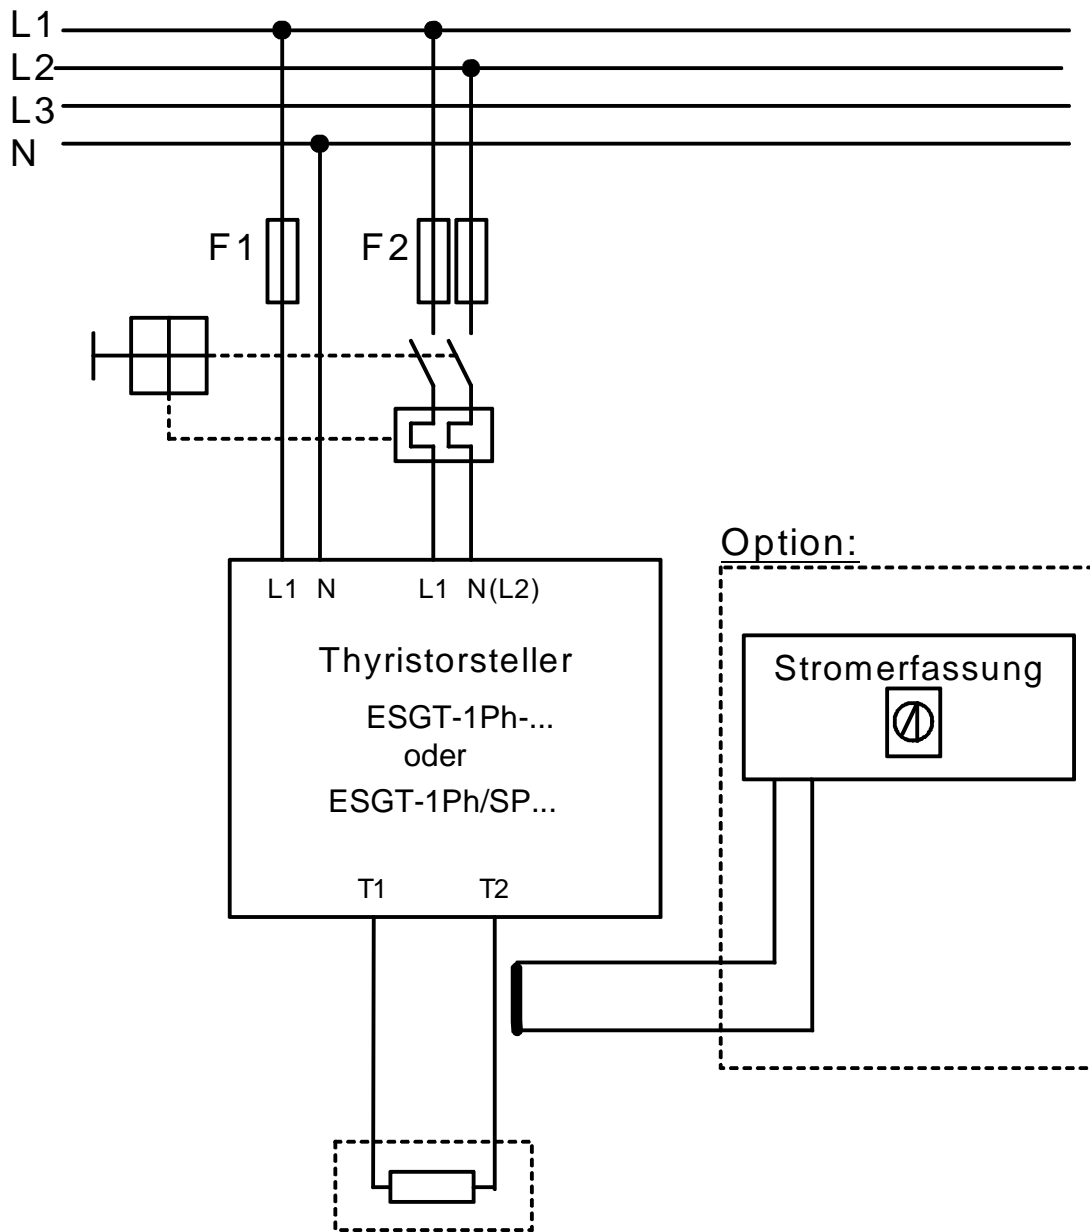 L1
L2
L3
N
F1
F2
Option:
L1 N L1 N(L2)
Thyristorsteller
ESGT-1Ph-...
oder
ESGT-1Ph/SP...
T1 T2
Stromerfassung